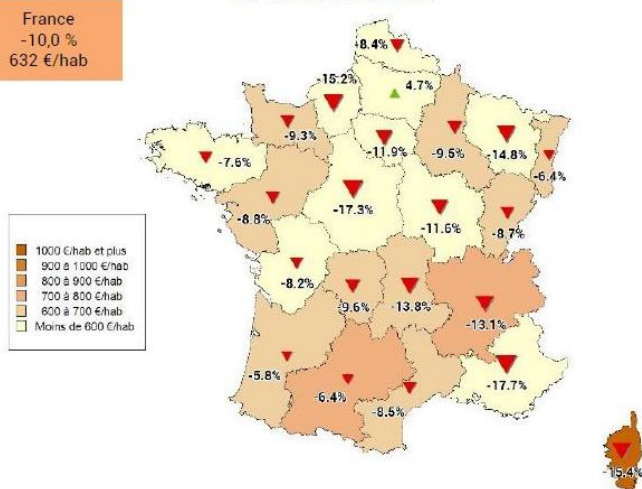 France
-10,0 %
632 €/hab
-8.4%
-15.2%
4.7%
-9.3%
-11.9%
-9.5%
-14.8%
-6.4%
-7.6%
-8.8%
-17.3%
-11.6%
-8.7%
-8.2%
-9.6%
-13.8%
-13.1%
-5.8%
-6.4%
-8.5%
-17.7%
-15.4%
1000 €/hab et plus
900 à 1000 €/hab
800 à 900 €/hab
700 à 800 €/hab
600 à 700 €/hab
Moins de 600 €/hab